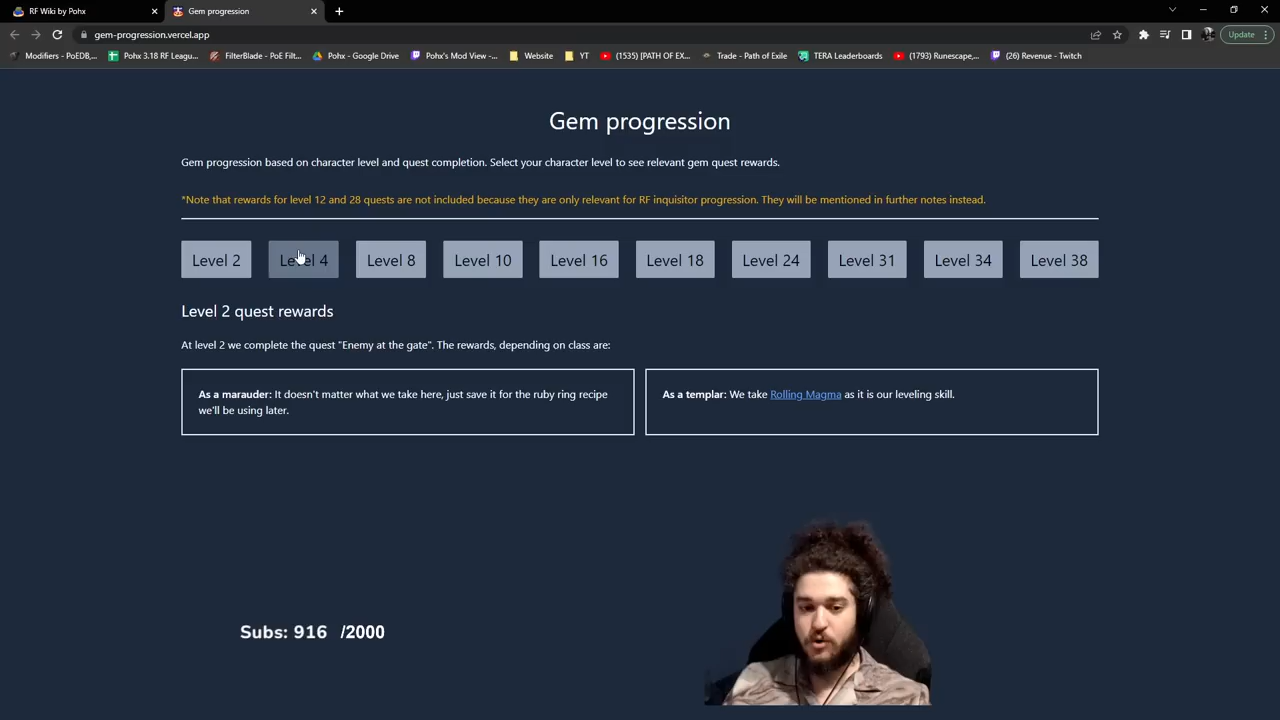 RF Wiki by Pohx
Gem progression
gem-progression.vercel.app
Update
Modifiers - PoEDB,...
Pohx 3.18 RF Leagu...
FilterBlade - PoE Filt...
Pohx - Google Drive
Pohx's Mod View -...
Website
YT
(1535) [PATH OF EX...
Trade - Path of Exile
TERA Leaderboards
(1793) Runescape,...
(26) Revenue - Twitch
Gem progression
Gem progression based on character level and quest completion. Select your character level to see relevant gem quest rewards.
*Note that rewards for level 12 and 28 quests are not included because they are only relevant for RF inquisitor progression. They will be mentioned in further notes instead.
Level 2
Level 4
Level 8
Level 10
Level 16
Level 18
Level 24
Level 31
Level 34
Level 38
Level 2 quest rewards
At level 2 we complete the quest "Enemy at the gate". The rewards, depending on class are:
As a marauder: It doesn't matter what we take here, just save it for the ruby ring recipe
we'll be using later.
As a templar: We take Rolling Magma as it is our leveling skill.
Subs: 916 /2000